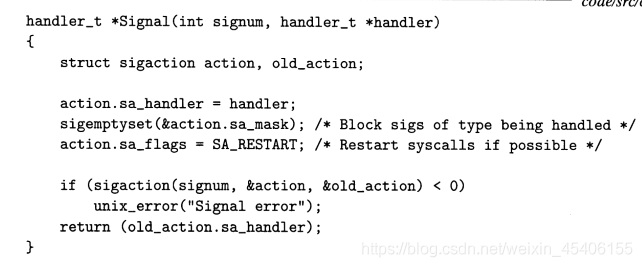 code/src/c
handler_t *Signal(int signum, handler_t *handler)
{
    struct sigaction action, old_action;

    action.sa_handler = handler;
    sigemptyset(&action.sa_mask); /* Block sigs of type being handled */
    action.sa_flags = SA_RESTART; /* Restart syscalls if possible */

    if (sigaction(signum, &action, &old_action) < 0)
        unix_error("Signal error");
    return (old_action.sa_handler);
}
https://blog.csdn.net/weixin_45406155